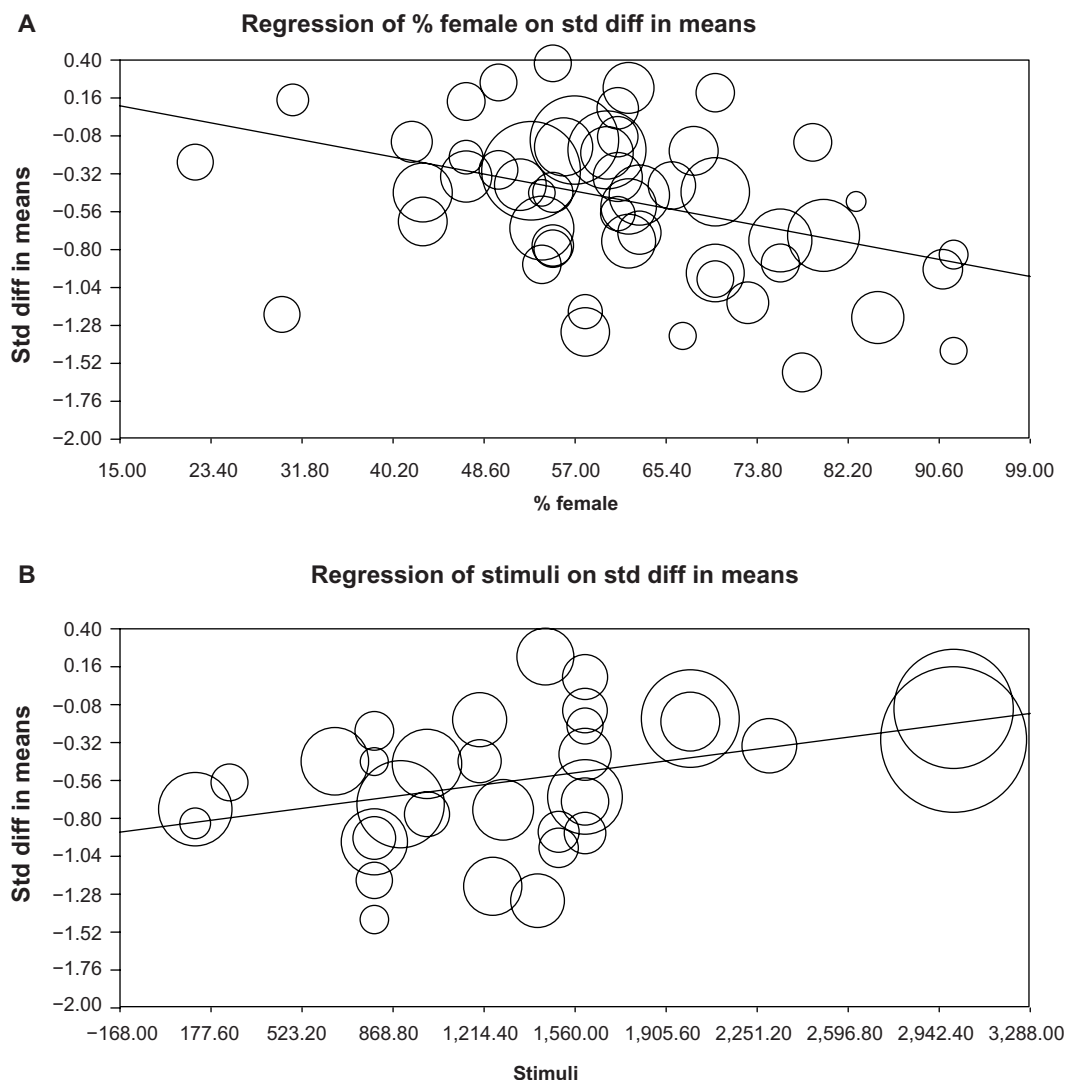 A
Regression of % female on std diff in means
Std diff in means
0.40
0.16
−0.08
−0.32
−0.56
−0.80
−1.04
−1.28
−1.52
−1.76
−2.00
15.00 23.40 31.80 40.20 48.60 57.00 65.40 73.80 82.20 90.60 99.00
% female
B
Regression of stimuli on std diff in means
Std diff in means
0.40
0.16
−0.08
−0.32
−0.56
−0.80
−1.04
−1.28
−1.52
−1.76
−2.00
−168.00 177.60 523.20 868.80 1,214.40 1,560.00 1,905.60 2,251.20 2,596.80 2,942.40 3,288.00
Stimuli